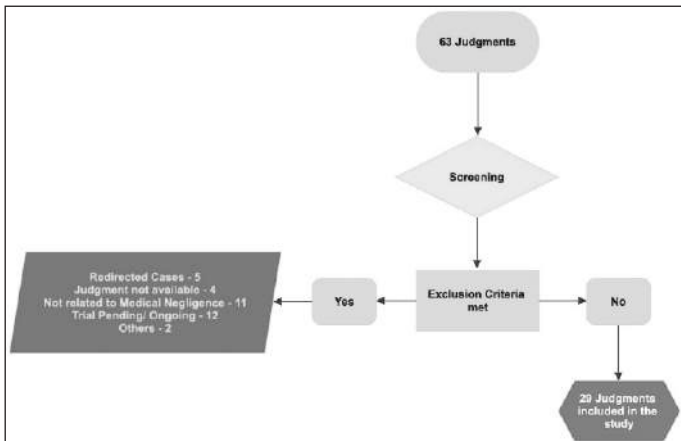 63 Judgments
Screening
Redirected Cases - 5
Judgment not available - 4
Not related to Medical Negligence - 11
Trial Pending/ Ongoing - 12
Others - 2
Yes
Exclusion Criteria
met
No
29 Judgments
included in the
study